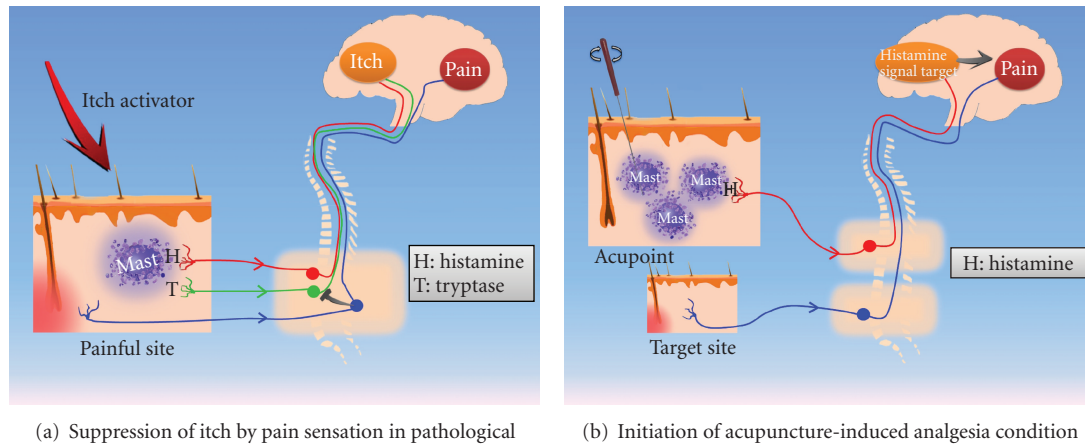 Itch
Pain
Itch activator
Mast
H
T
H: histamine
T: tryptase
Painful site
(a) Suppression of itch by pain sensation in pathological
Histamine
signal target
Pain
Mast
Mast
H
Mast
Acupoint
H: histamine
Target site
(b) Initiation of acupuncture-induced analgesia condition